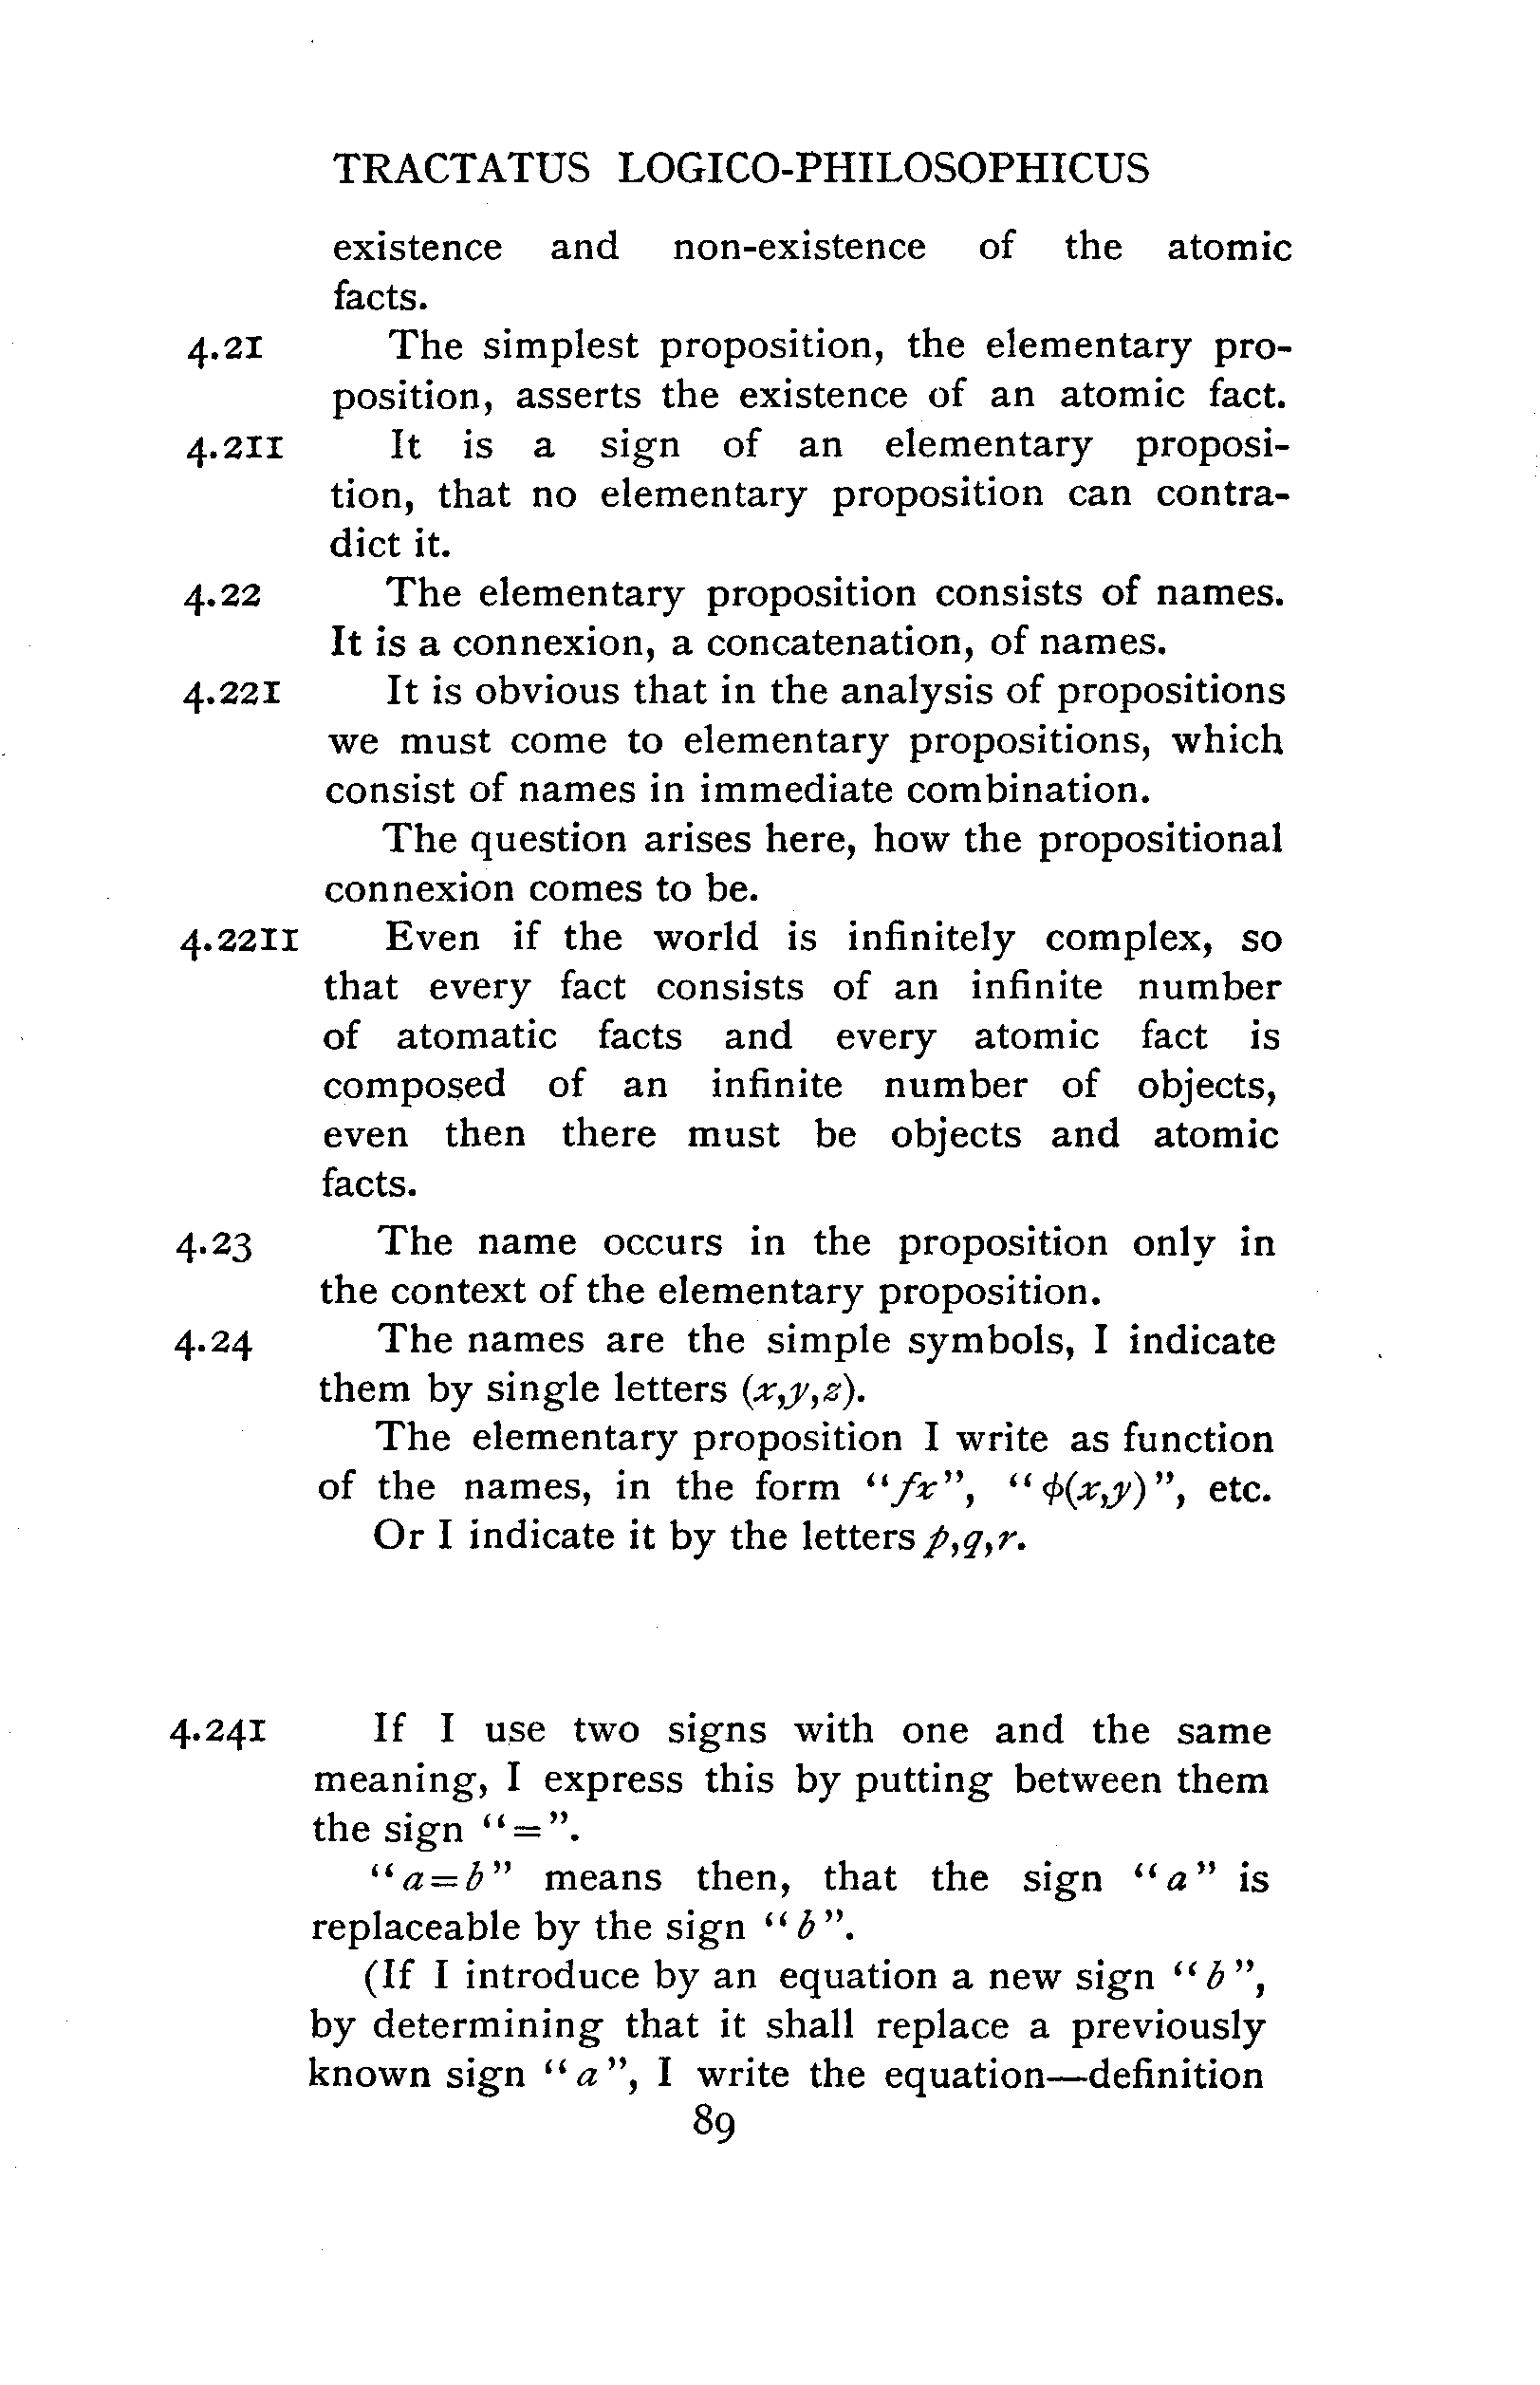 TRACTATUS LOGICO-PHILOSOPHICUS
existence and non-existence of the atomic
facts.
4.21 The simplest proposition, the elementary pro-
position, asserts the existence of an atomic fact.
4.211 It is a sign of an elementary proposi-
tion, that no elementary proposition can contra-
dict it.
4.22 The elementary proposition consists of names.
It is a connexion, a concatenation, of names.
4.221 It is obvious that in the analysis of propositions
we must come to elementary propositions, which
consist of names in immediate combination.
The question arises here, how the propositional
connexion comes to be.
4.2211 Even if the world is infinitely complex, so
that every fact consists of an infinite number
of atomatic facts and every atomic fact is
composed of an infinite number of objects,
even then there must be objects and atomic
facts.
4.23 The name occurs in the proposition only in
the context of the elementary proposition.
4.24 The names are the simple symbols, I indicate
them by single letters (x,y,z).
The elementary proposition I write as function
of the names, in the form “fx”, “ϕ(x,y)”, etc.
Or I indicate it by the letters p,q,r.
4.241 If I use two signs with one and the same
meaning, I express this by putting between them
the sign “=”.
“a=b” means then, that the sign “a” is
replaceable by the sign “b”.
(If I introduce by an equation a new sign “b”,
by determining that it shall replace a previously
known sign “a”, I write the equation—definition
89